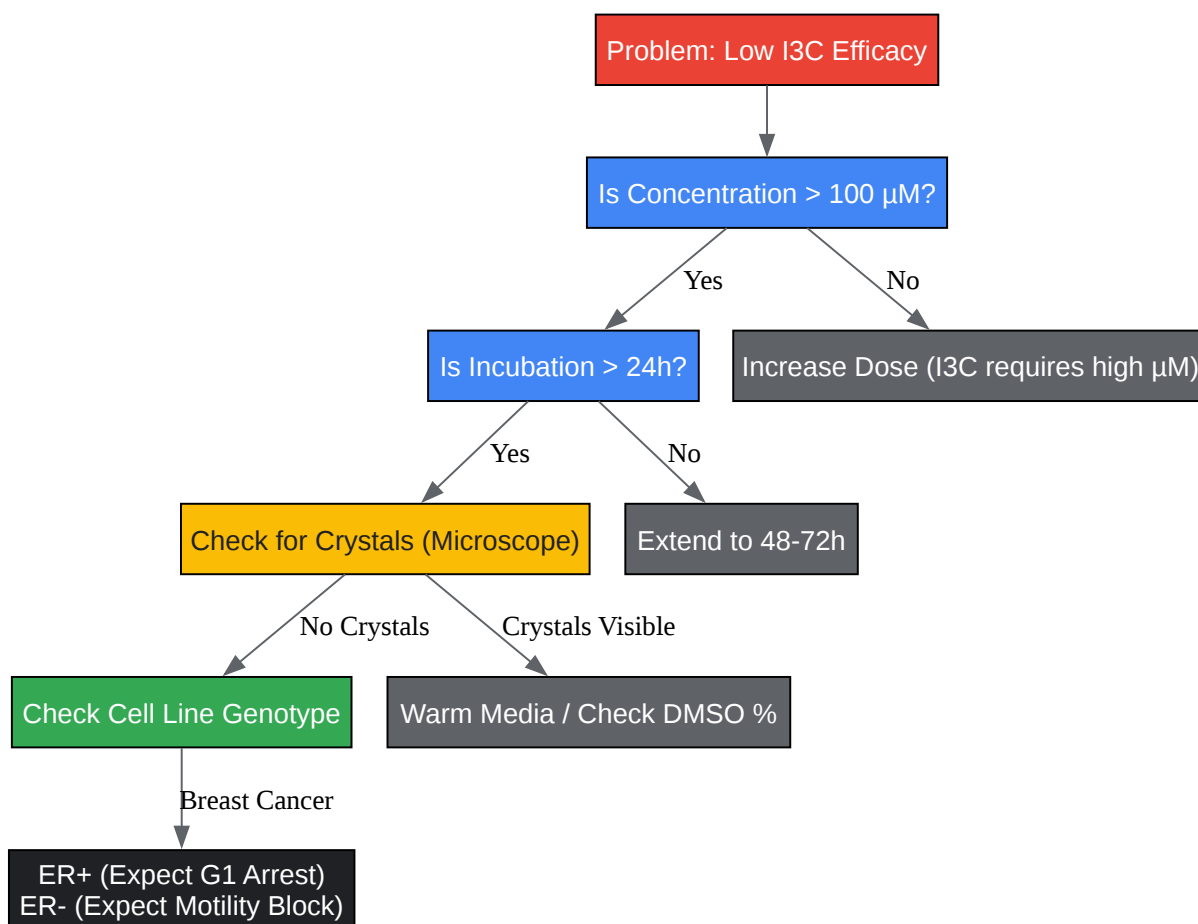 Problem: Low I3C Efficacy
Is Concentration > 100 µM?
Yes
No
Is Incubation > 24h?
Increase Dose (I3C requires high µM)
Yes
No
Check for Crystals (Microscope)
Extend to 48-72h
No Crystals
Crystals Visible
Check Cell Line Genotype
Warm Media / Check DMSO %
Breast Cancer
ER+ (Expect G1 Arrest)
ER- (Expect Motility Block)